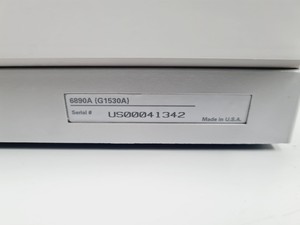 6890A (G1530A)
Serial # US00041342
Made in U.S.A.